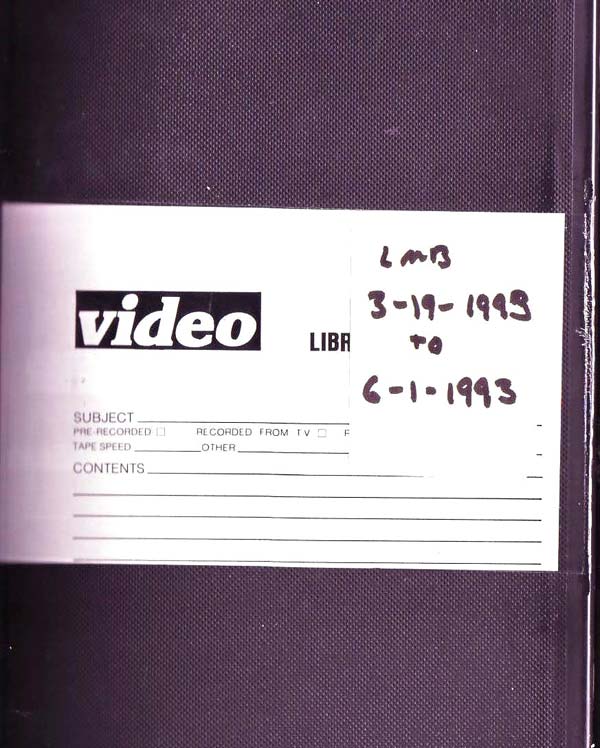 LMB
3-19-1993
to
6-1-1993
video
LIBR
SUBJECT
PRE-RECORDED RECORDED FROM TV
TAPE SPEED OTHER
CONTENTS